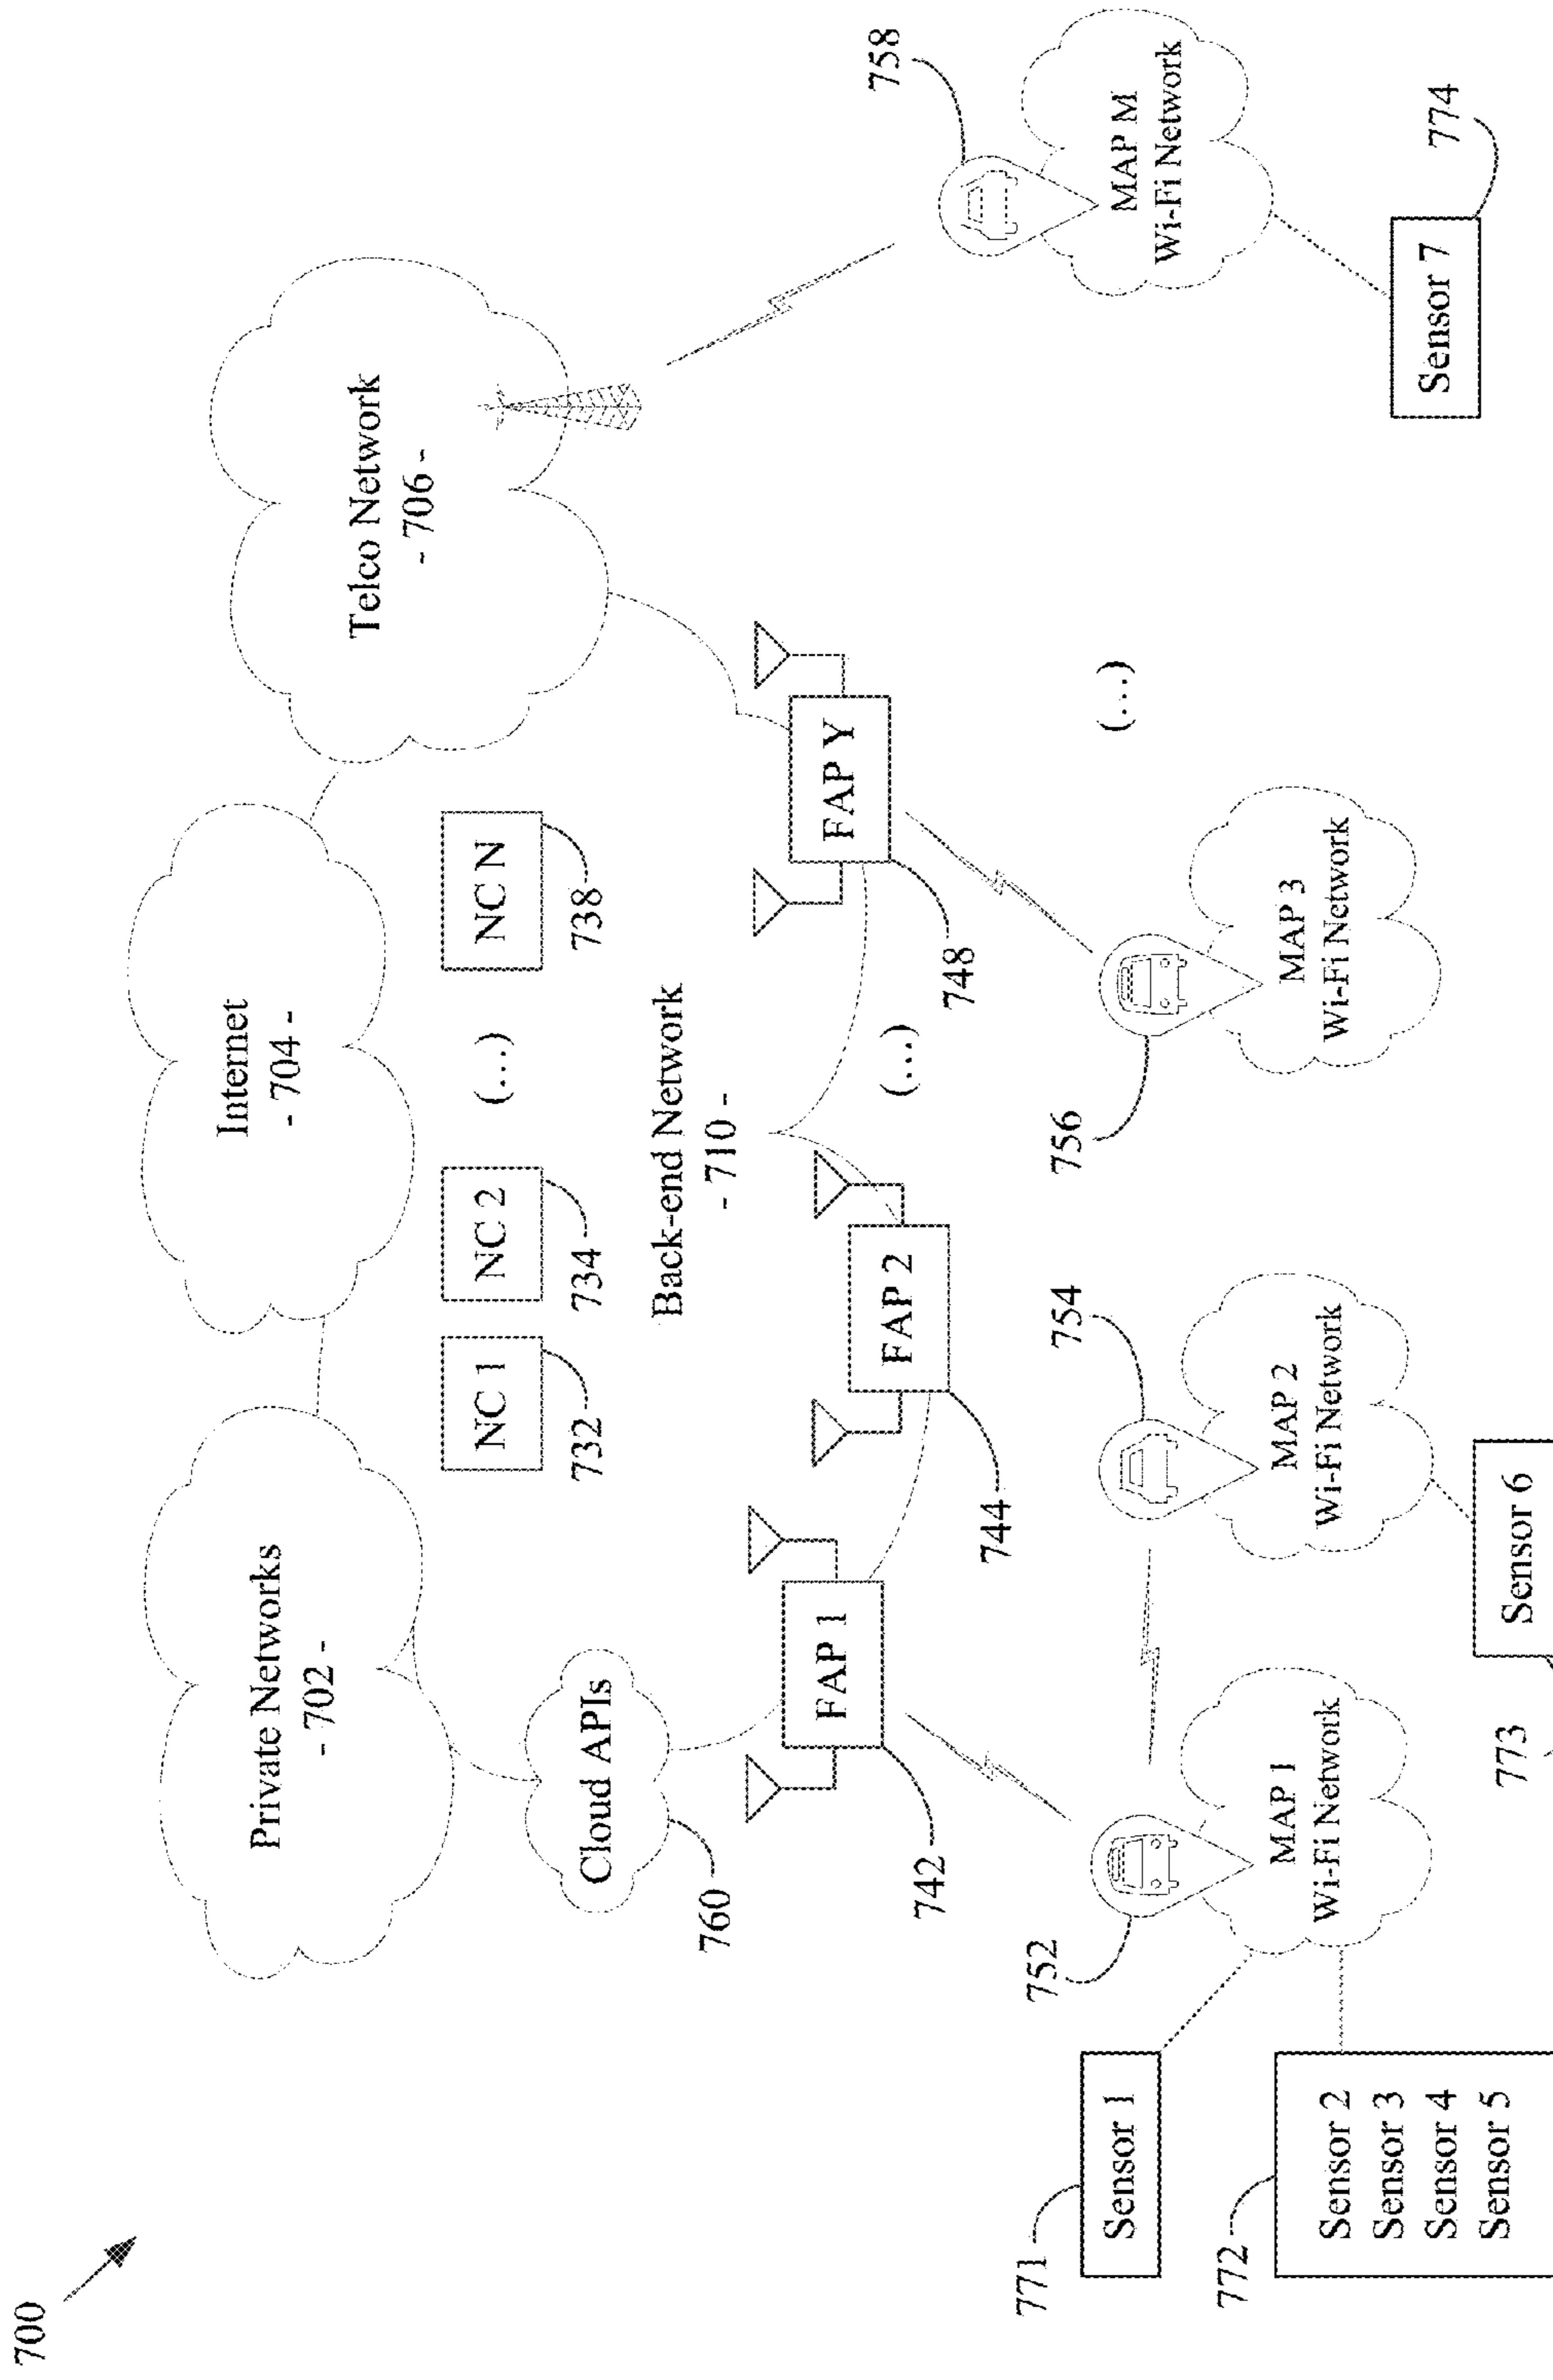 700
Private Networks
- 702 -
Internet
- 704 -
Telco Network
- 706 -
Cloud APIs
760
NC 1
732
NC 2
734
(...)
NC N
738
Back-end Network
- 710 -
FAP 1
742
FAP 2
744
(...)
FAP Y
748
752
MAP 1
Wi-Fi Network
754
MAP 2
Wi-Fi Network
756
MAP 3
Wi-Fi Network
(...)
758
MAP M
Wi-Fi Network
771
Sensor 1
772
Sensor 2
Sensor 3
Sensor 4
Sensor 5
773
Sensor 6
Sensor 7
774